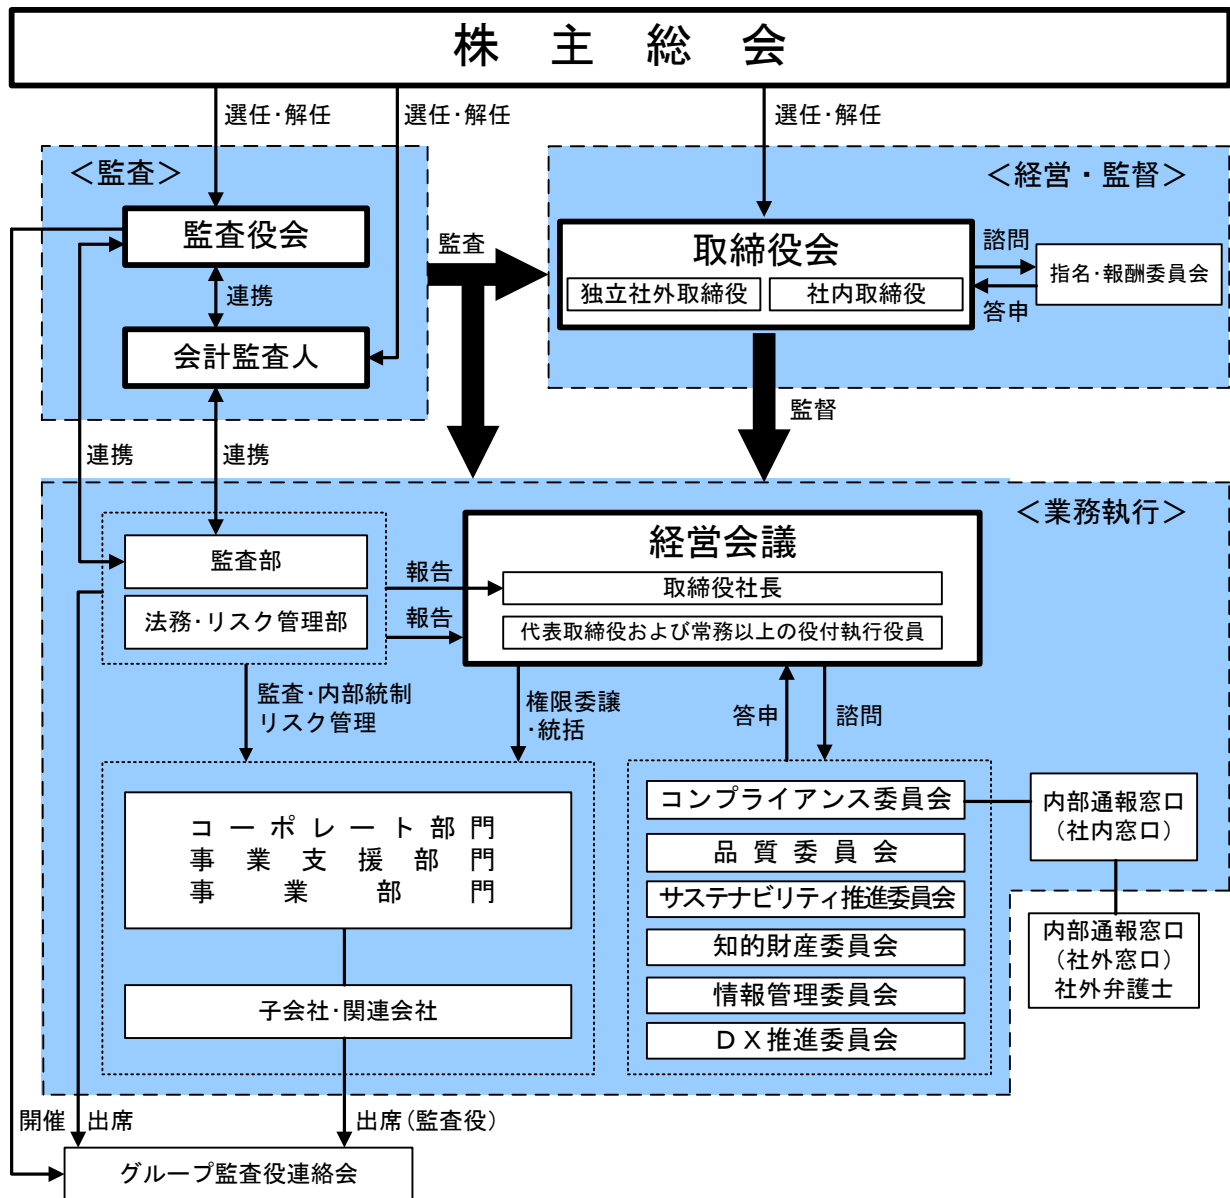 株主総会
選任・解任
選任・解任
選任・解任
＜監査＞
監査役会
連携
会計監査人
監査
＜経営・監督＞
取締役会
独立社外取締役
社内取締役
諮問
答申
指名・報酬委員会
監督
連携
連携
＜業務執行＞
監査部
法務・リスク管理部
報告
報告
経営会議
取締役社長
代表取締役および常務以上の役付執行役員
監査・内部統制
リスク管理
権限委譲
・統括
答申
諮問
コーポレート部門
事業支援部門
事業部門
子会社・関連会社
コンプライアンス委員会
品質委員会
サステナビリティ推進委員会
知的財産委員会
情報管理委員会
ＤＸ推進委員会
内部通報窓口
（社内窓口）
内部通報窓口
（社外窓口）
社外弁護士
開催
出席
出席（監査役）
グループ監査役連絡会